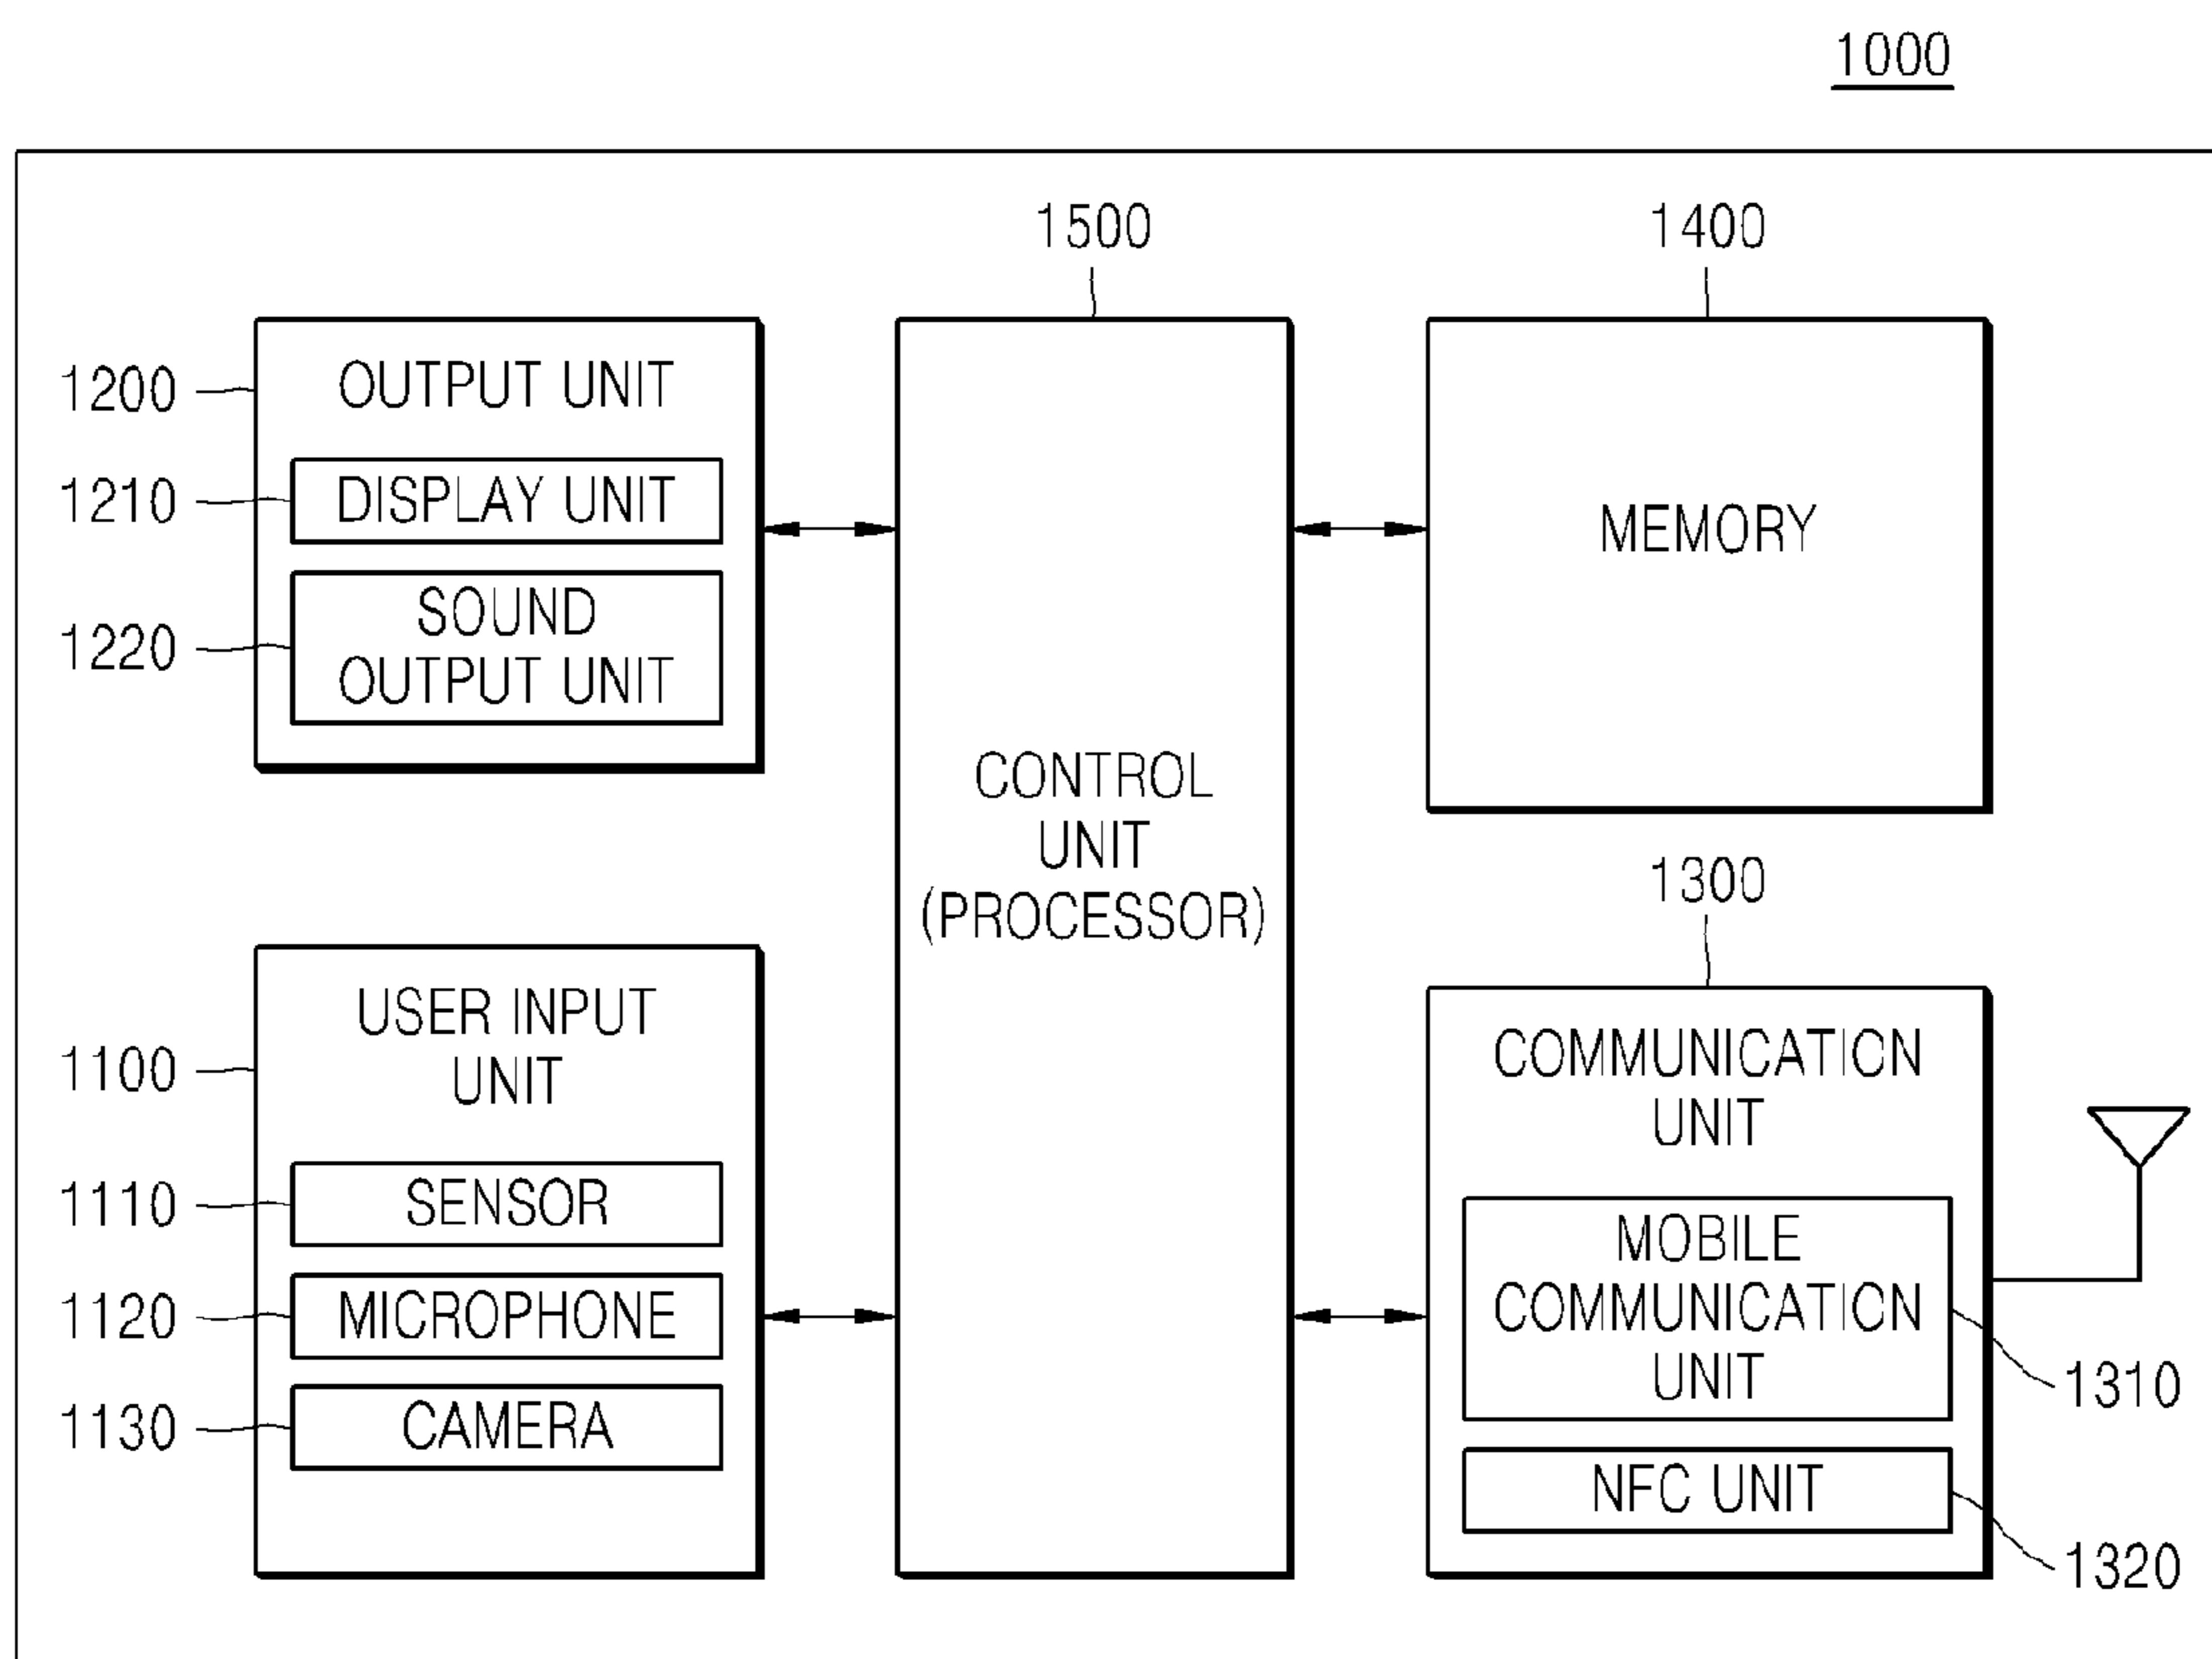 1000
1500
1400
1200
OUTPUT UNIT
1210
DISPLAY UNIT
1220
SOUND
OUTPUT UNIT
MEMORY
CONTROL
UNIT
(PROCESSOR)
1300
1100
USER INPUT
UNIT
1110
SENSOR
1120
MICROPHONE
1130
CAMERA
COMMUNICATION
UNIT
MOBILE
COMMUNICATION
UNIT
1310
NFC UNIT
1320